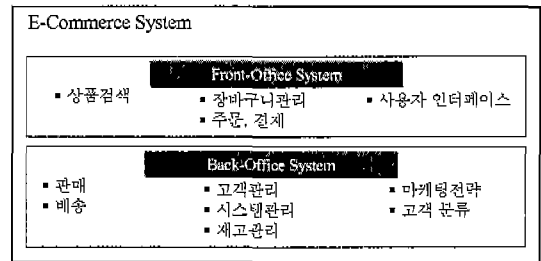 E-Commerce System
Front-Office System
▪ 상품검색
▪ 장바구니관리
▪ 주문, 결제
▪ 사용자 인터페이스
Back-Office System
▪ 판매
▪ 배송
▪ 고객관리
▪ 시스템관리
▪ 재고관리
▪ 마케팅전략
▪ 고객 분류